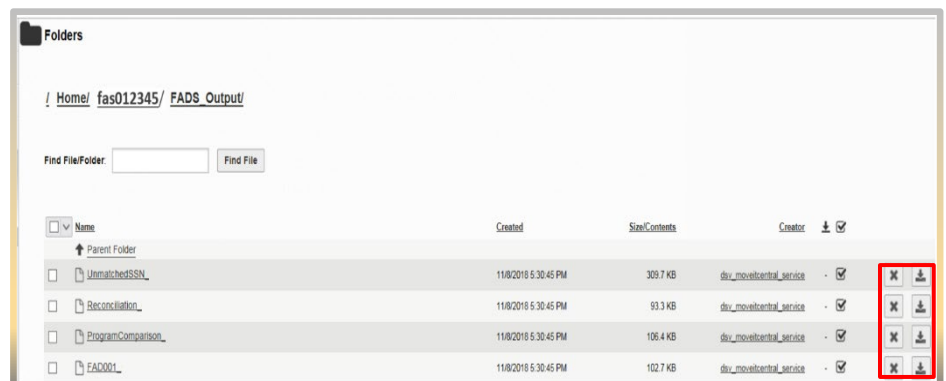 Folders
/ Home/ fas012345/ FADS_Output/
Find File/Folder: Find File
Name Created Size/Contents Creator
Parent Folder
UnmatchedSSN_ 11/8/2018 5:30:45 PM 309.7 KB dsv_moveitcentral_service -
Reconciliation_ 11/8/2018 5:30:45 PM 93.3 KB dsv_moveitcentral_service -
ProgramComparison_ 11/8/2018 5:30:45 PM 106.4 KB dsv_moveitcentral_service -
FAD001_ 11/8/2018 5:30:45 PM 102.7 KB dsv_moveitcentral_service -